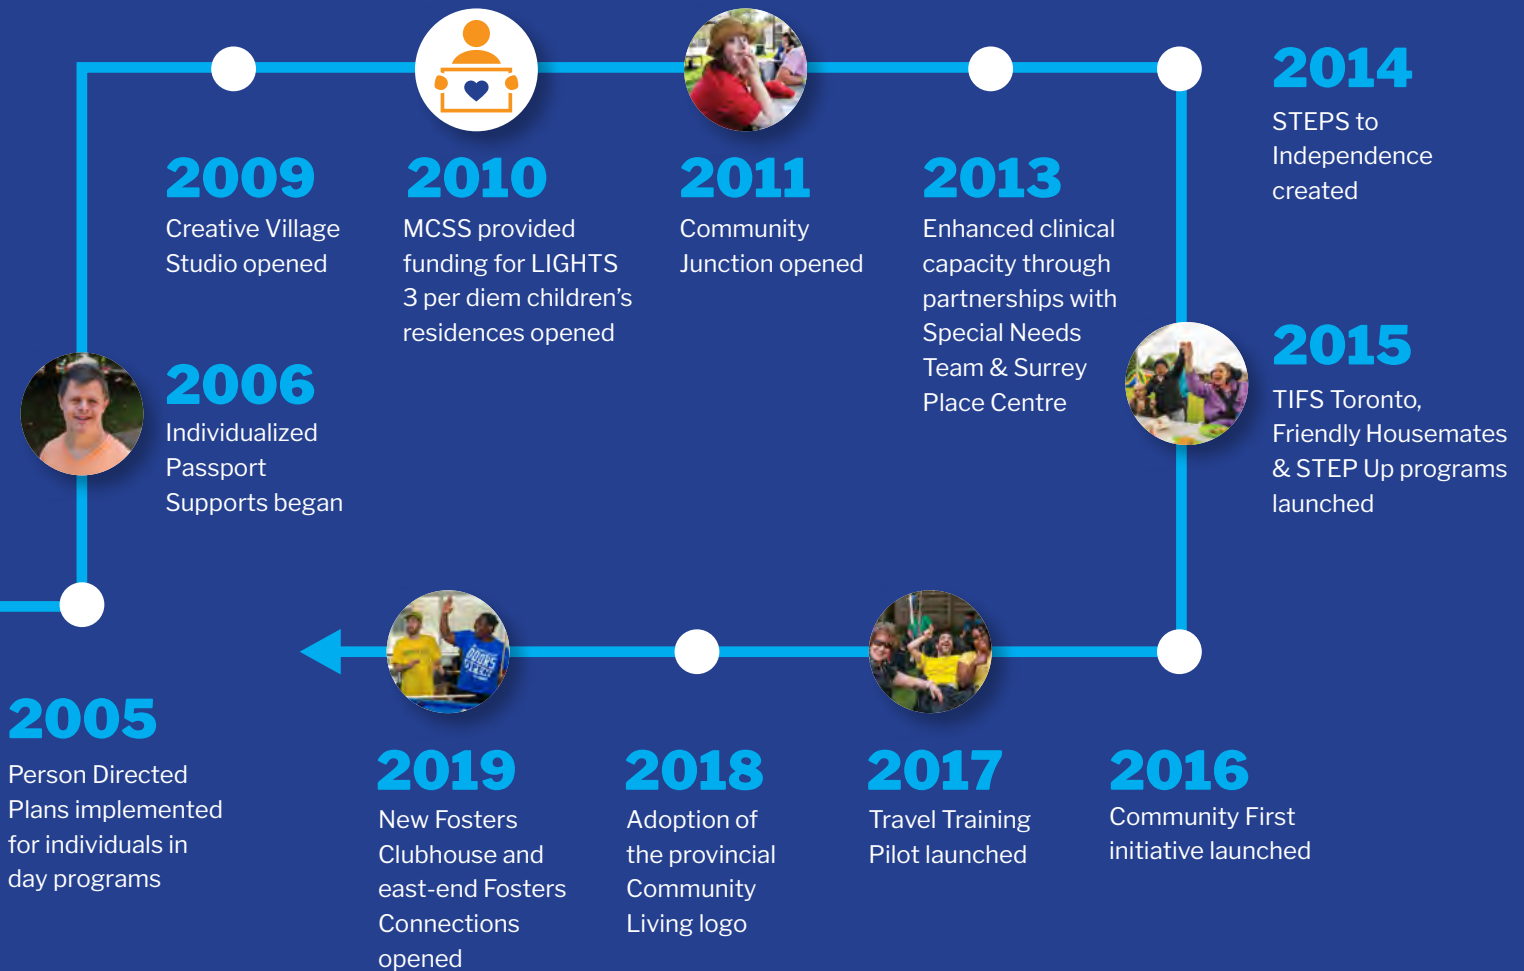 2005
Person Directed
Plans implemented
for individuals in
day programs
2006
Individualized
Passport
Supports began
2009
Creative Village
Studio opened
2010
MCSS provided
funding for LIGHTS
3 per diem children’s
residences opened
2011
Community
Junction opened
2013
Enhanced clinical
capacity through
partnerships with
Special Needs
Team & Surrey
Place Centre
2014
STEPS to
Independence
created
2015
TIFS Toronto,
Friendly Housemates
& STEP Up programs
launched
2016
Community First
initiative launched
2017
Travel Training
Pilot launched
2018
Adoption of
the provincial
Community
Living logo
2019
New Fosters
Clubhouse and
east-end Fosters
Connections
opened